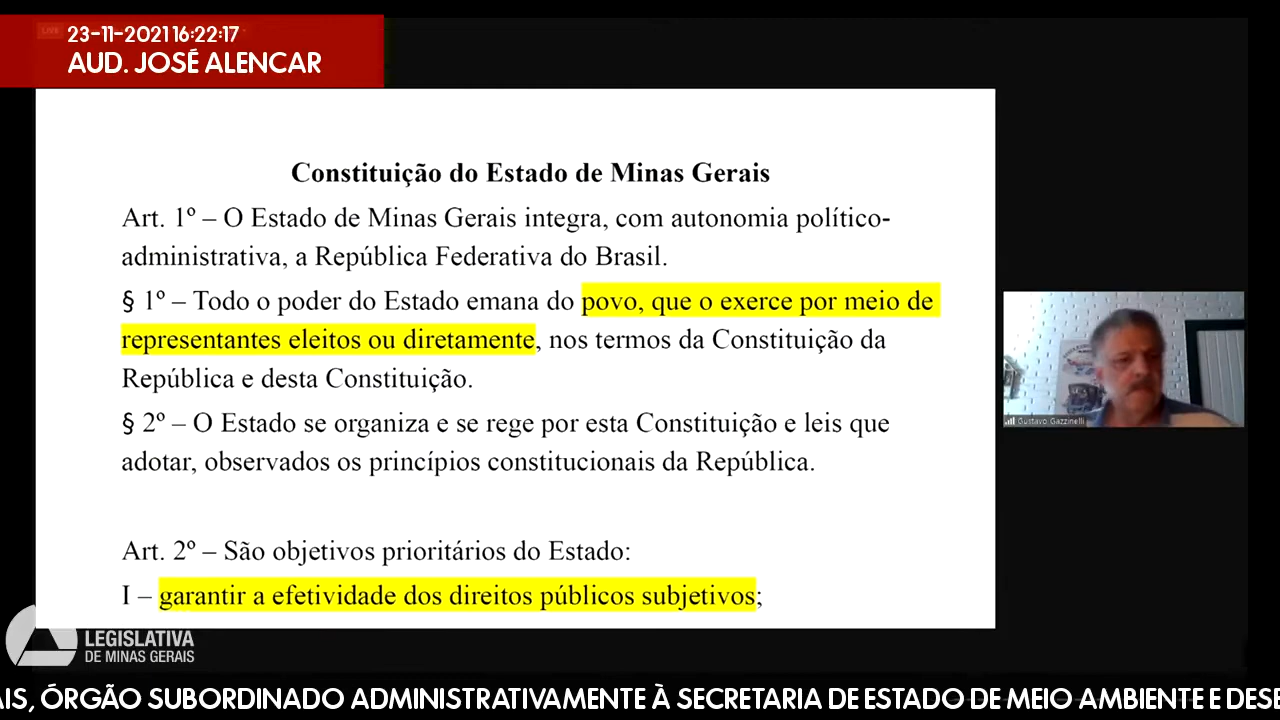 23-11-2021 16:22:17
AUD. JOSÉ ALENCAR
Constituição do Estado de Minas Gerais
Art. 1º – O Estado de Minas Gerais integra, com autonomia político-
administrativa, a República Federativa do Brasil.
§ 1º – Todo o poder do Estado emana do povo, que o exerce por meio de
representantes eleitos ou diretamente, nos termos da Constituição da
República e desta Constituição.
§ 2º – O Estado se organiza e se rege por esta Constituição e leis que
adotar, observados os princípios constitucionais da República.
Art. 2º – São objetivos prioritários do Estado:
I – garantir a efetividade dos direitos públicos subjetivos;
Gustavo Gazzinelli
LEGISLATIVA
DE MINAS GERAIS
AIS, ÓRGÃO SUBORDINADO ADMINISTRATIVAMENTE À SECRETARIA DE ESTADO DE MEIO AMBIENTE E DESE